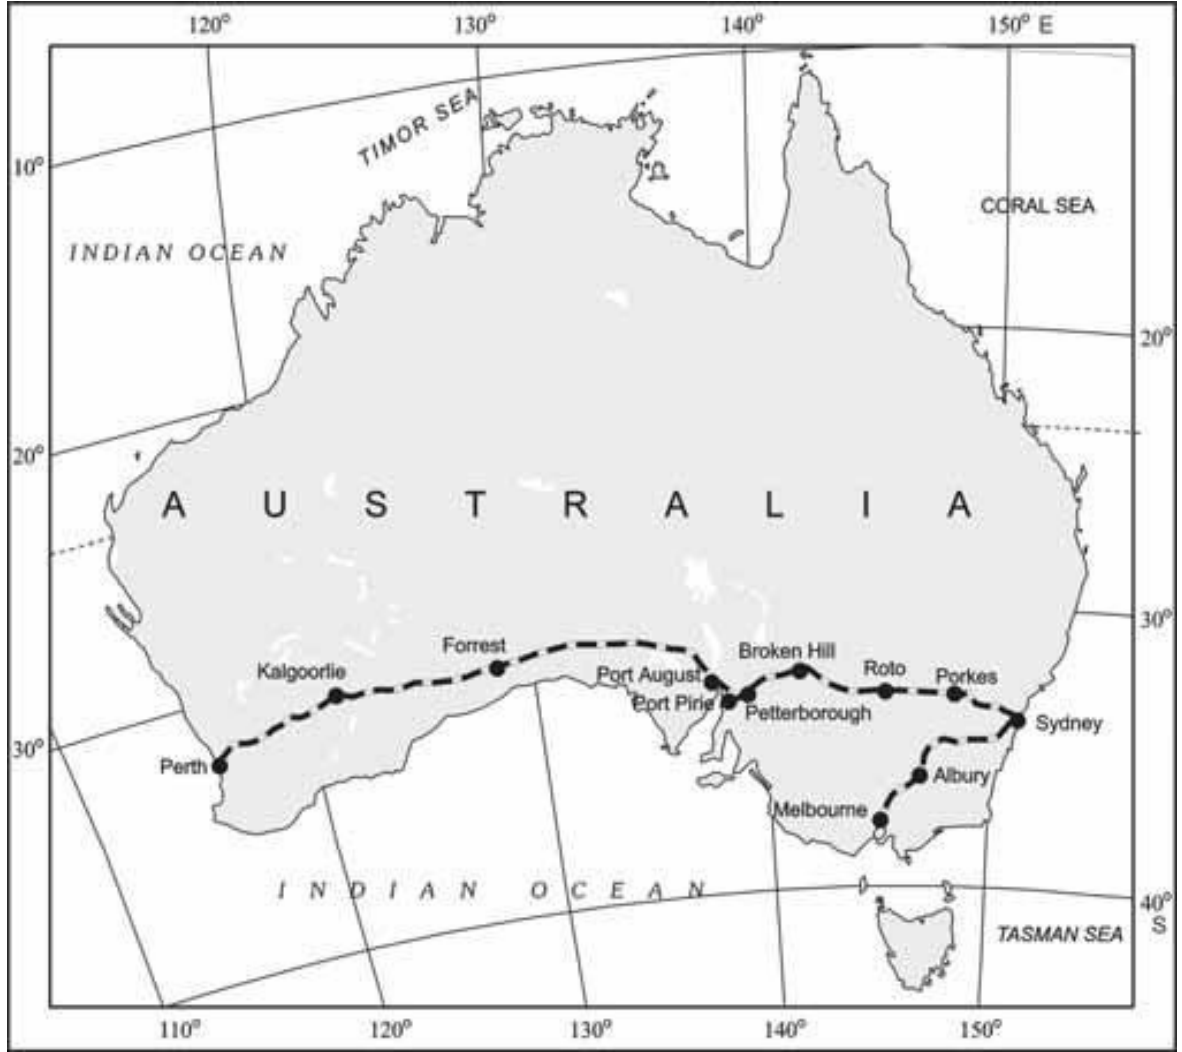 120° 130° 140° 150° E
10°
TIMOR SEA
CORAL SEA
INDIAN OCEAN
20°
20°
A U S T R A L I A
30°
Forrest
Broken Hill
Kalgoorlie
Roto
Port August
Porkes
Port Pirie
Petterborough
Sydney
30°
Perth
Albury
Melbourne
INDIAN OCEAN
40°
S
TASMAN SEA
110° 120° 130° 140° 150°